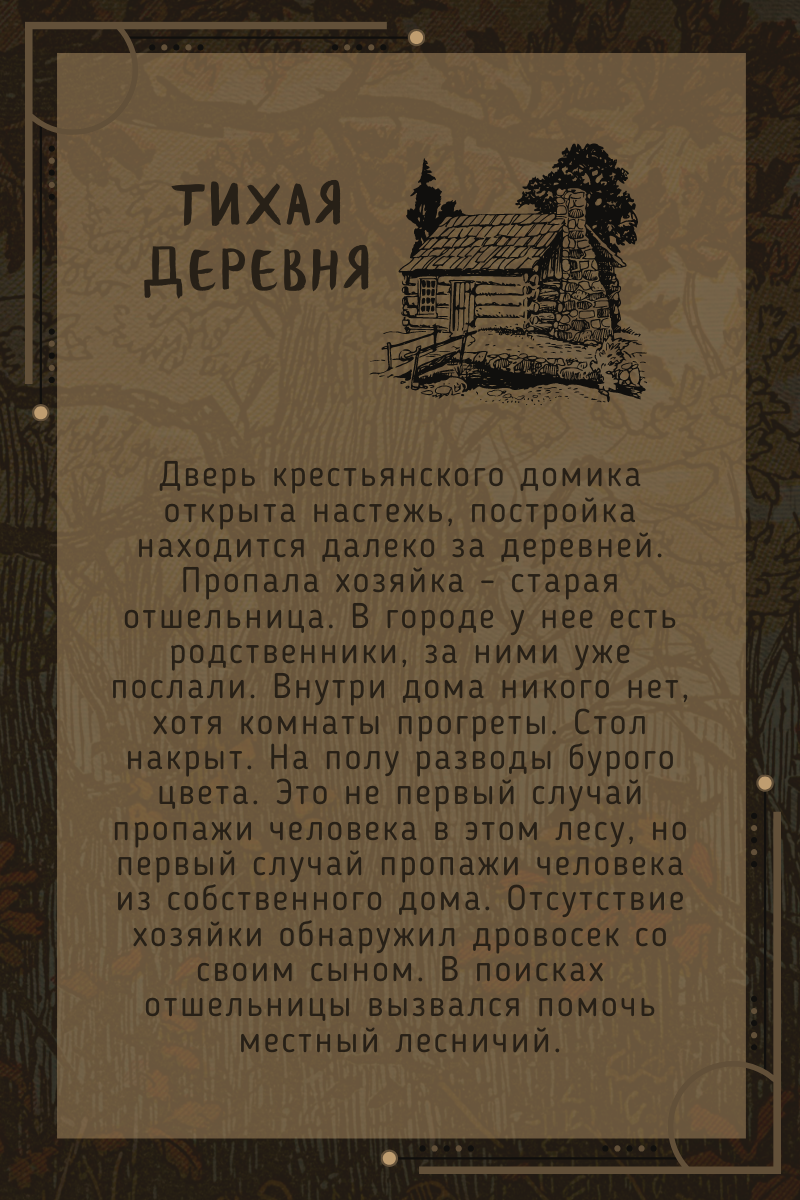 ТИХАЯ
ДЕРЕВНЯ
Дверь крестьянского домика
открыта настежь, постройка
находится далеко за деревней.
Пропала хозяйка – старая
отшельница. В городе у нее есть
родственники, за ними уже
послали. Внутри дома никого нет,
хотя комнаты прогреты. Стол
накрыт. На полу разводы бурого
цвета. Это не первый случай
пропажи человека в этом лесу, но
первый случай пропажи человека
из собственного дома. Отсутствие
хозяйки обнаружил дровосек со
своим сыном. В поисках
отшельницы вызвался помочь
местный лесничий.